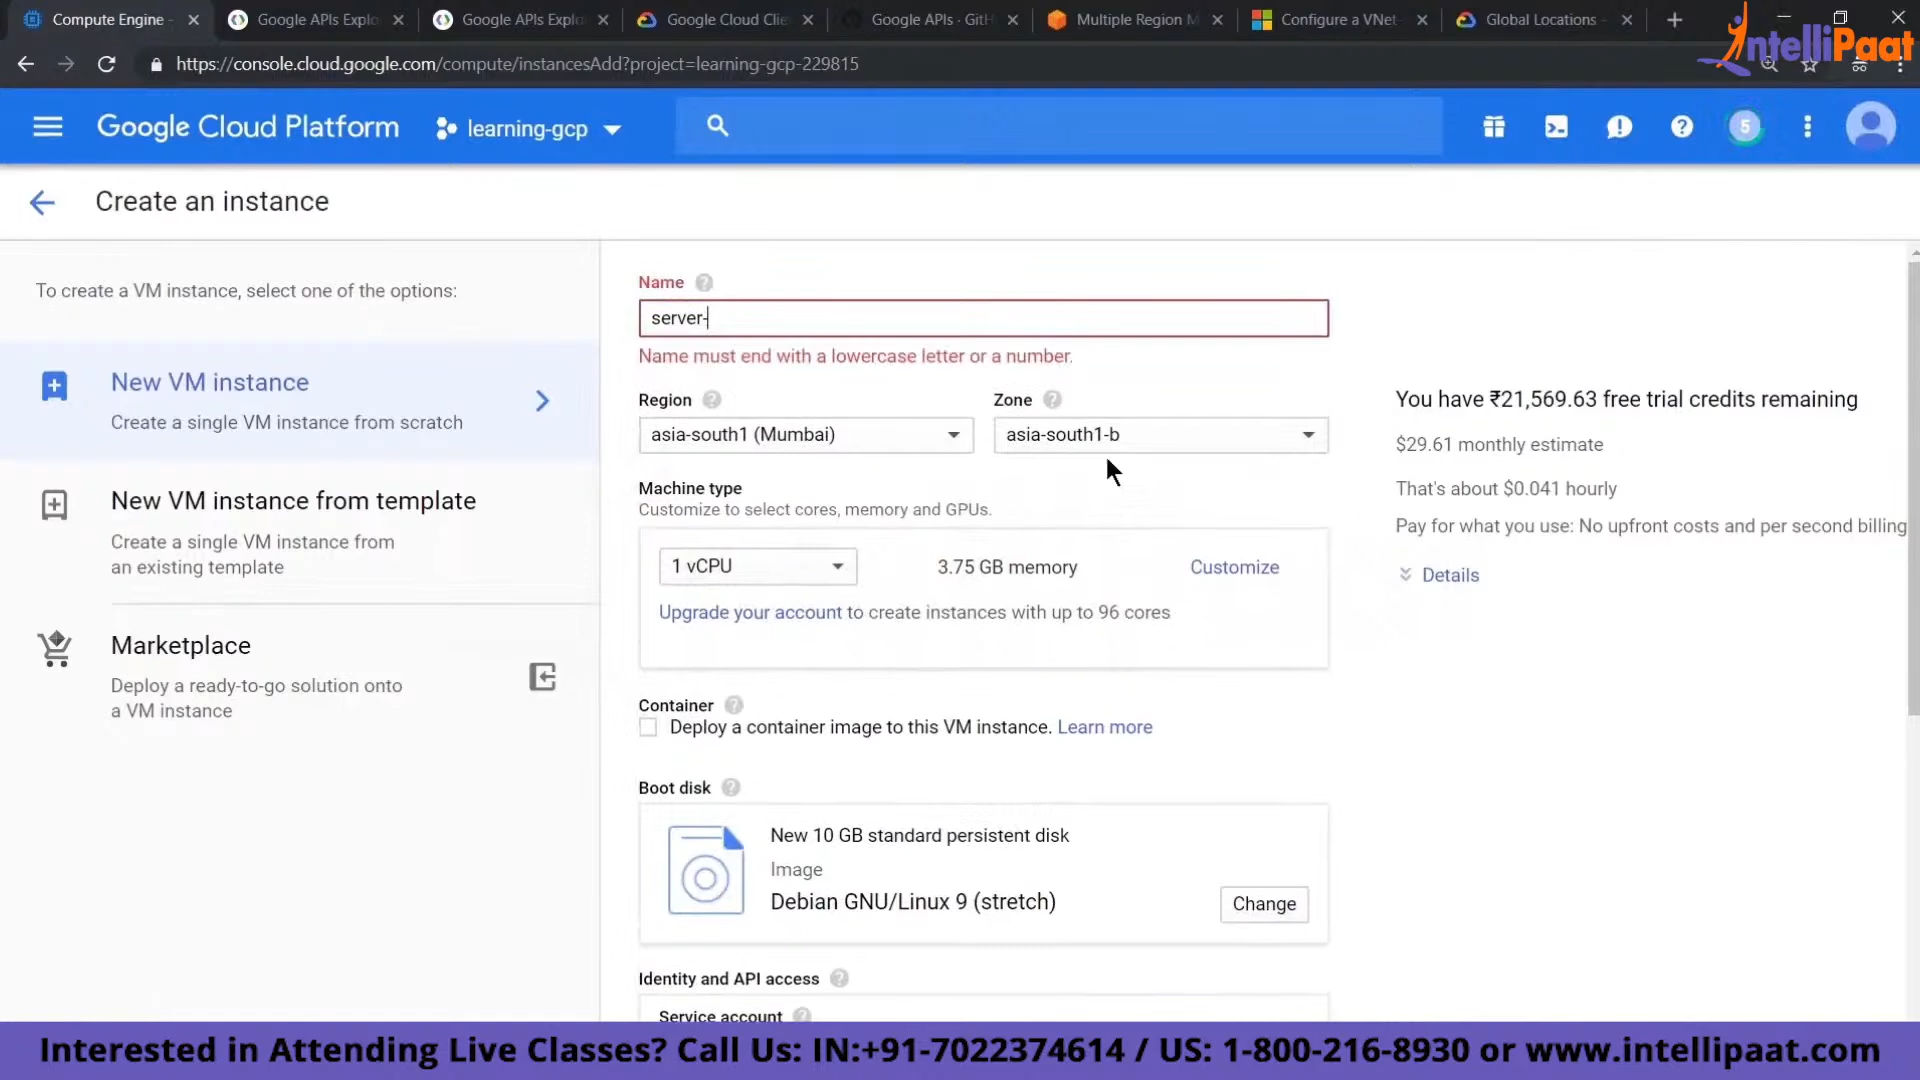 Compute Engine -
Google APIs Explo
Google APIs Explo
Google Cloud Clie
Google APIs · GitH
Multiple Region M
Configure a VNet-
Global Locations -
IntelliPaat
https://console.cloud.google.com/compute/instancesAdd?project=learning-gcp-229815
Google Cloud Platform
learning-gcp
5
Create an instance
To create a VM instance, select one of the options:
New VM instance
Create a single VM instance from scratch
New VM instance from template
Create a single VM instance from
an existing template
Marketplace
Deploy a ready-to-go solution onto
a VM instance
Name
server-
Name must end with a lowercase letter or a number.
Region
Zone
asia-south1 (Mumbai)
asia-south1-b
Machine type
Customize to select cores, memory and GPUs.
1 vCPU
3.75 GB memory
Customize
Upgrade your account to create instances with up to 96 cores
Container
Deploy a container image to this VM instance. Learn more
Boot disk
New 10 GB standard persistent disk
Image
Debian GNU/Linux 9 (stretch)
Change
Identity and API access
Service account
You have ₹21,569.63 free trial credits remaining
$29.61 monthly estimate
That's about $0.041 hourly
Pay for what you use: No upfront costs and per second billing
Details
Interested in Attending Live Classes? Call Us: IN:+91-7022374614 / US: 1-800-216-8930 or www.intellipaat.com